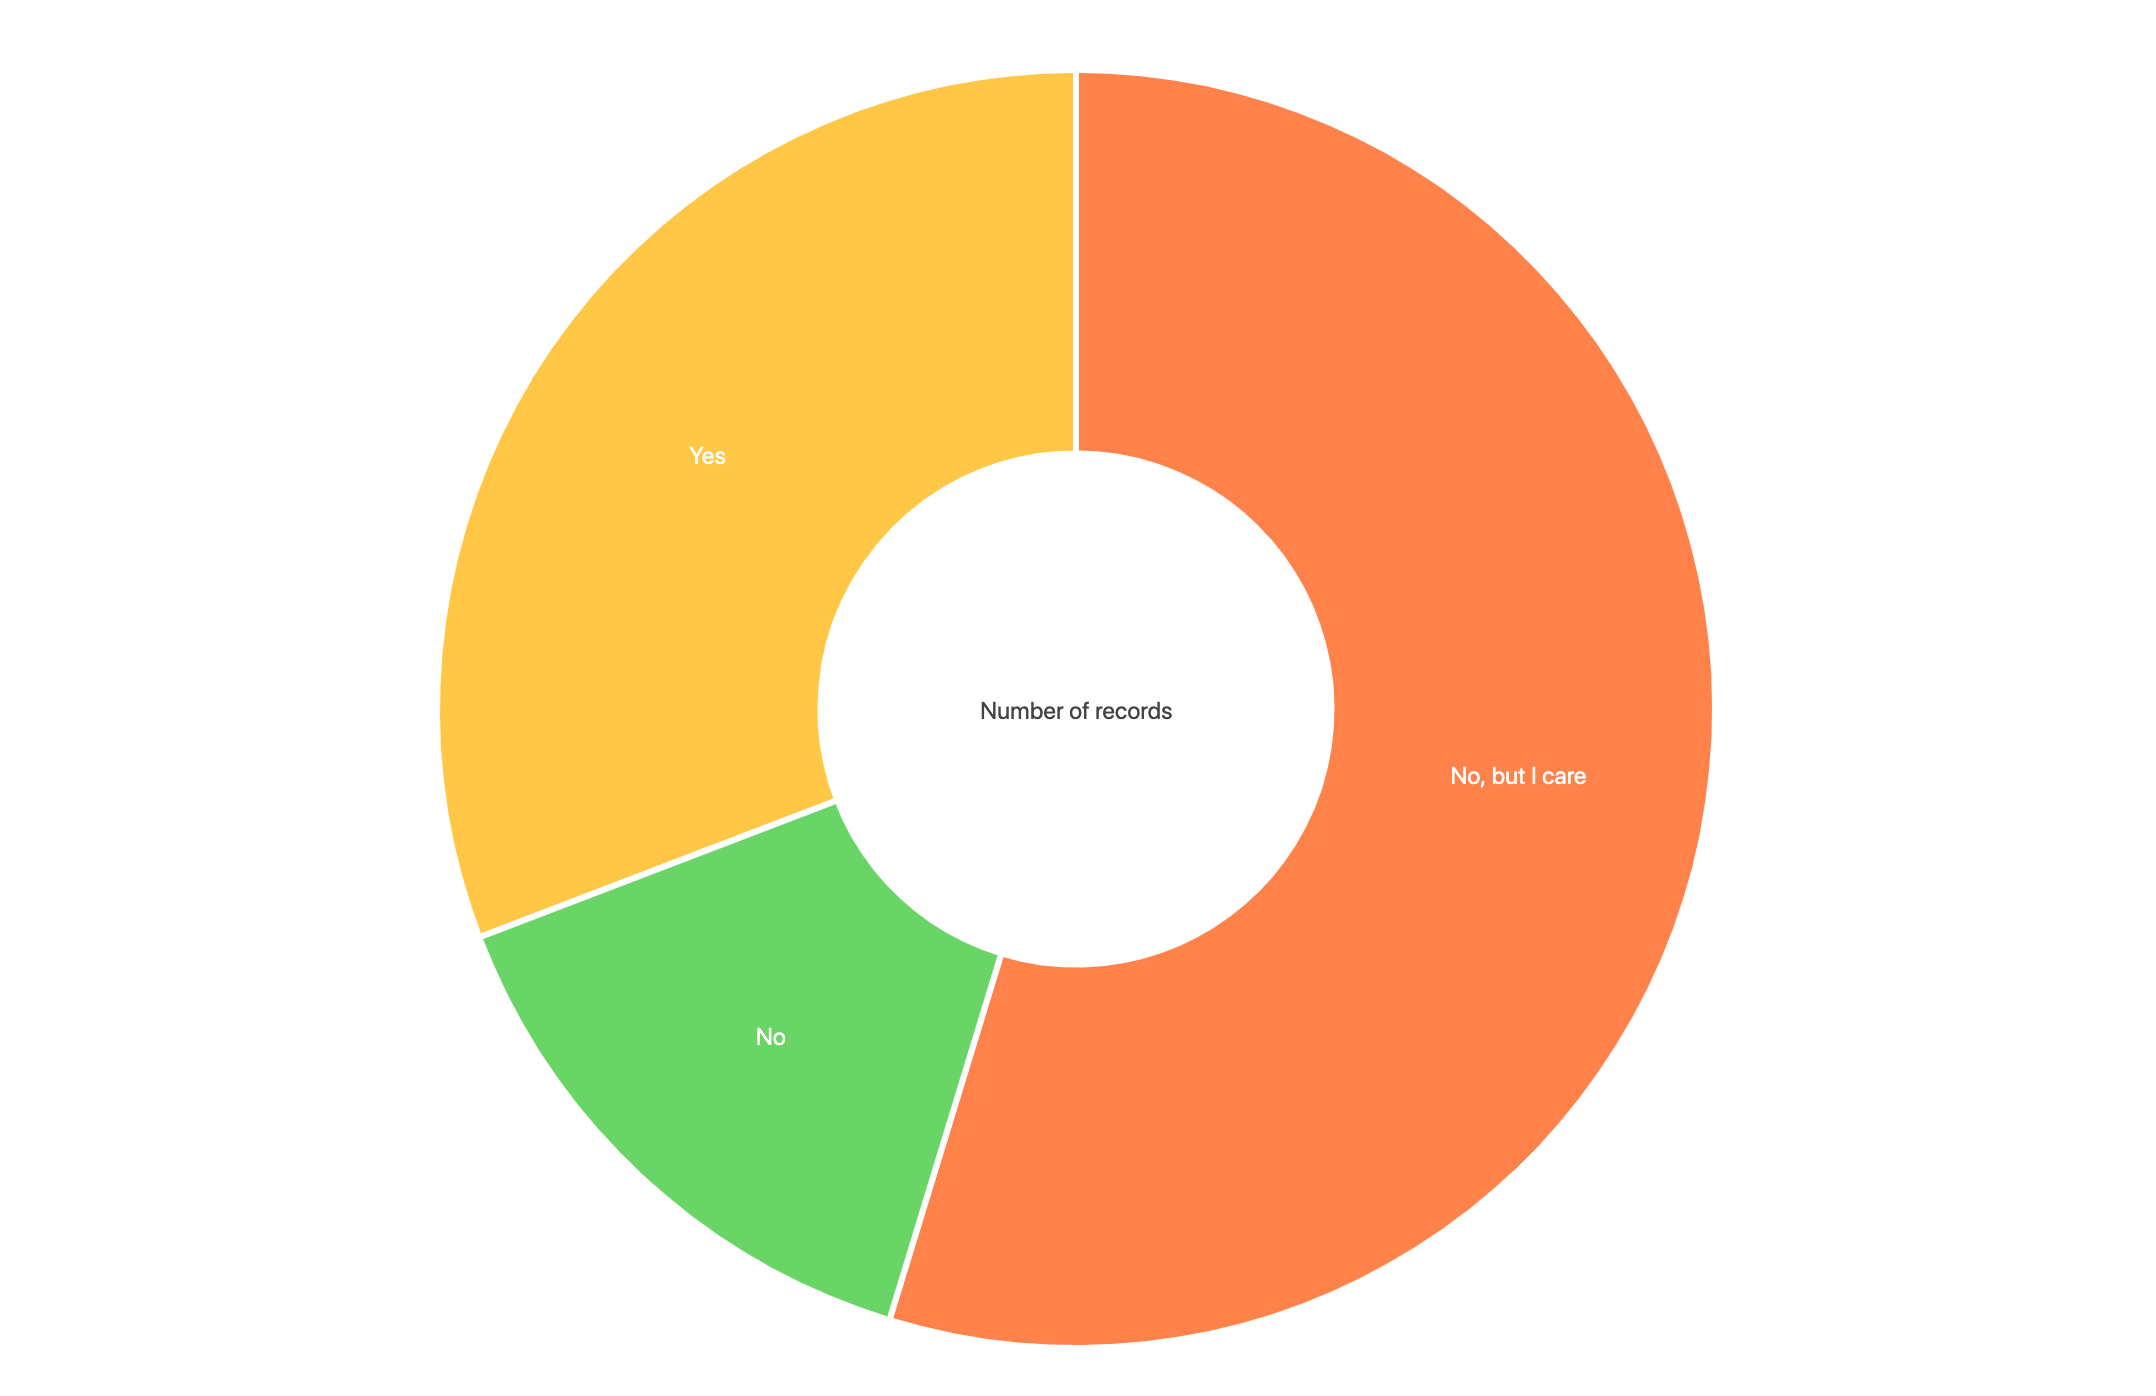 Yes
Number of records
No, but I care
No